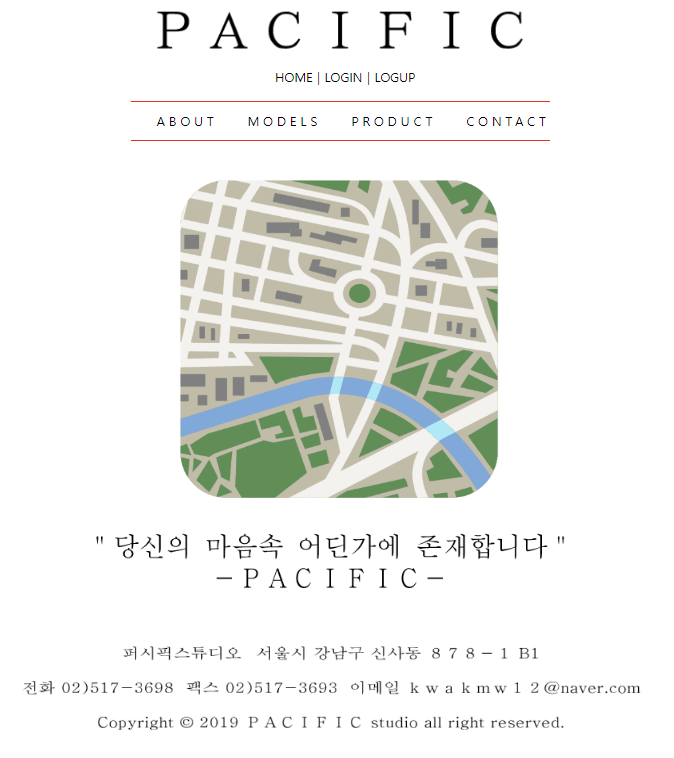 PACIFIC
HOME | LOGIN | LOGUP
ABOUT MODELS PRODUCT CONTACT
" 당신의 마음속 어딘가에 존재합니다 "
－ＰＡＣＩＦＩＣ－
퍼시픽스튜디오 서울시 강남구 신사동 ８７８－１ B1
전화 02)517-3698 팩스 02)517-3693 이메일 ｋｗａｋｍｗ１２@naver.com
Copyright © 2019 ＰＡＣＩＦＩＣ studio all right reserved.